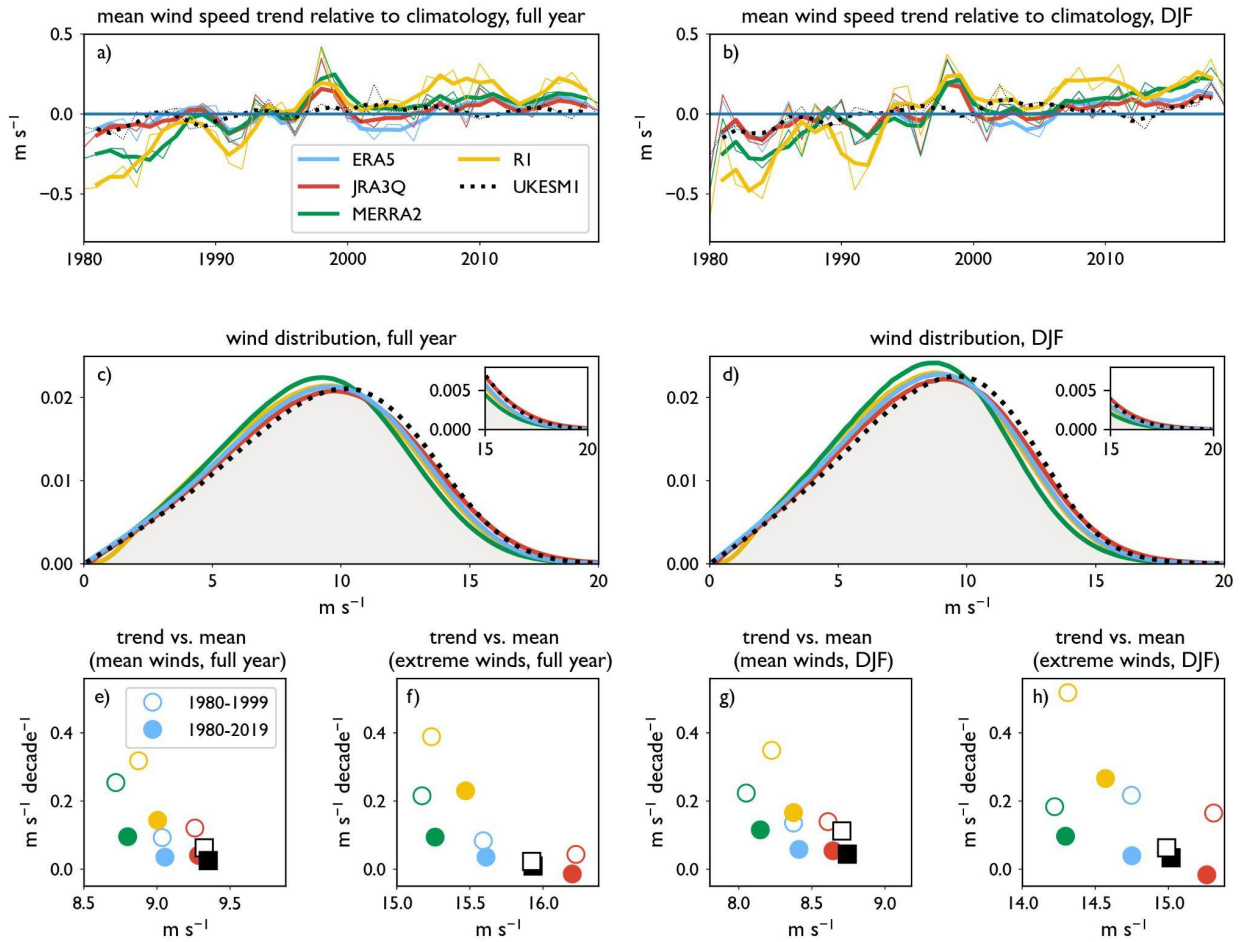 mean wind speed trend relative to climatology, full year
mean wind speed trend relative to climatology, DJF
a)
b)
0.5
0.0
−0.5
m s⁻¹
0.5
0.0
−0.5
m s⁻¹
ERA5
JRA3Q
MERRA2
R1
UKESM1
1980
1990
2000
2010
1980
1990
2000
2010
wind distribution, full year
wind distribution, DJF
c)
0.02
0.01
0.00
0.005
0.000
15
20
0
5
10
15
20
m s⁻¹
d)
0.02
0.01
0.00
0.005
0.000
15
20
0
5
10
15
20
m s⁻¹
trend vs. mean
(mean winds, full year)
trend vs. mean
(extreme winds, full year)
trend vs. mean
(mean winds, DJF)
trend vs. mean
(extreme winds, DJF)
e)
1980-1999
1980-2019
0.4
0.2
0.0
m s⁻¹ decade⁻¹
8.5
9.0
9.5
m s⁻¹
f)
0.4
0.2
0.0
m s⁻¹ decade⁻¹
15.0
15.5
16.0
m s⁻¹
g)
0.4
0.2
0.0
m s⁻¹ decade⁻¹
8.0
8.5
9.0
m s⁻¹
h)
0.4
0.2
0.0
m s⁻¹ decade⁻¹
14.0
14.5
15.0
m s⁻¹